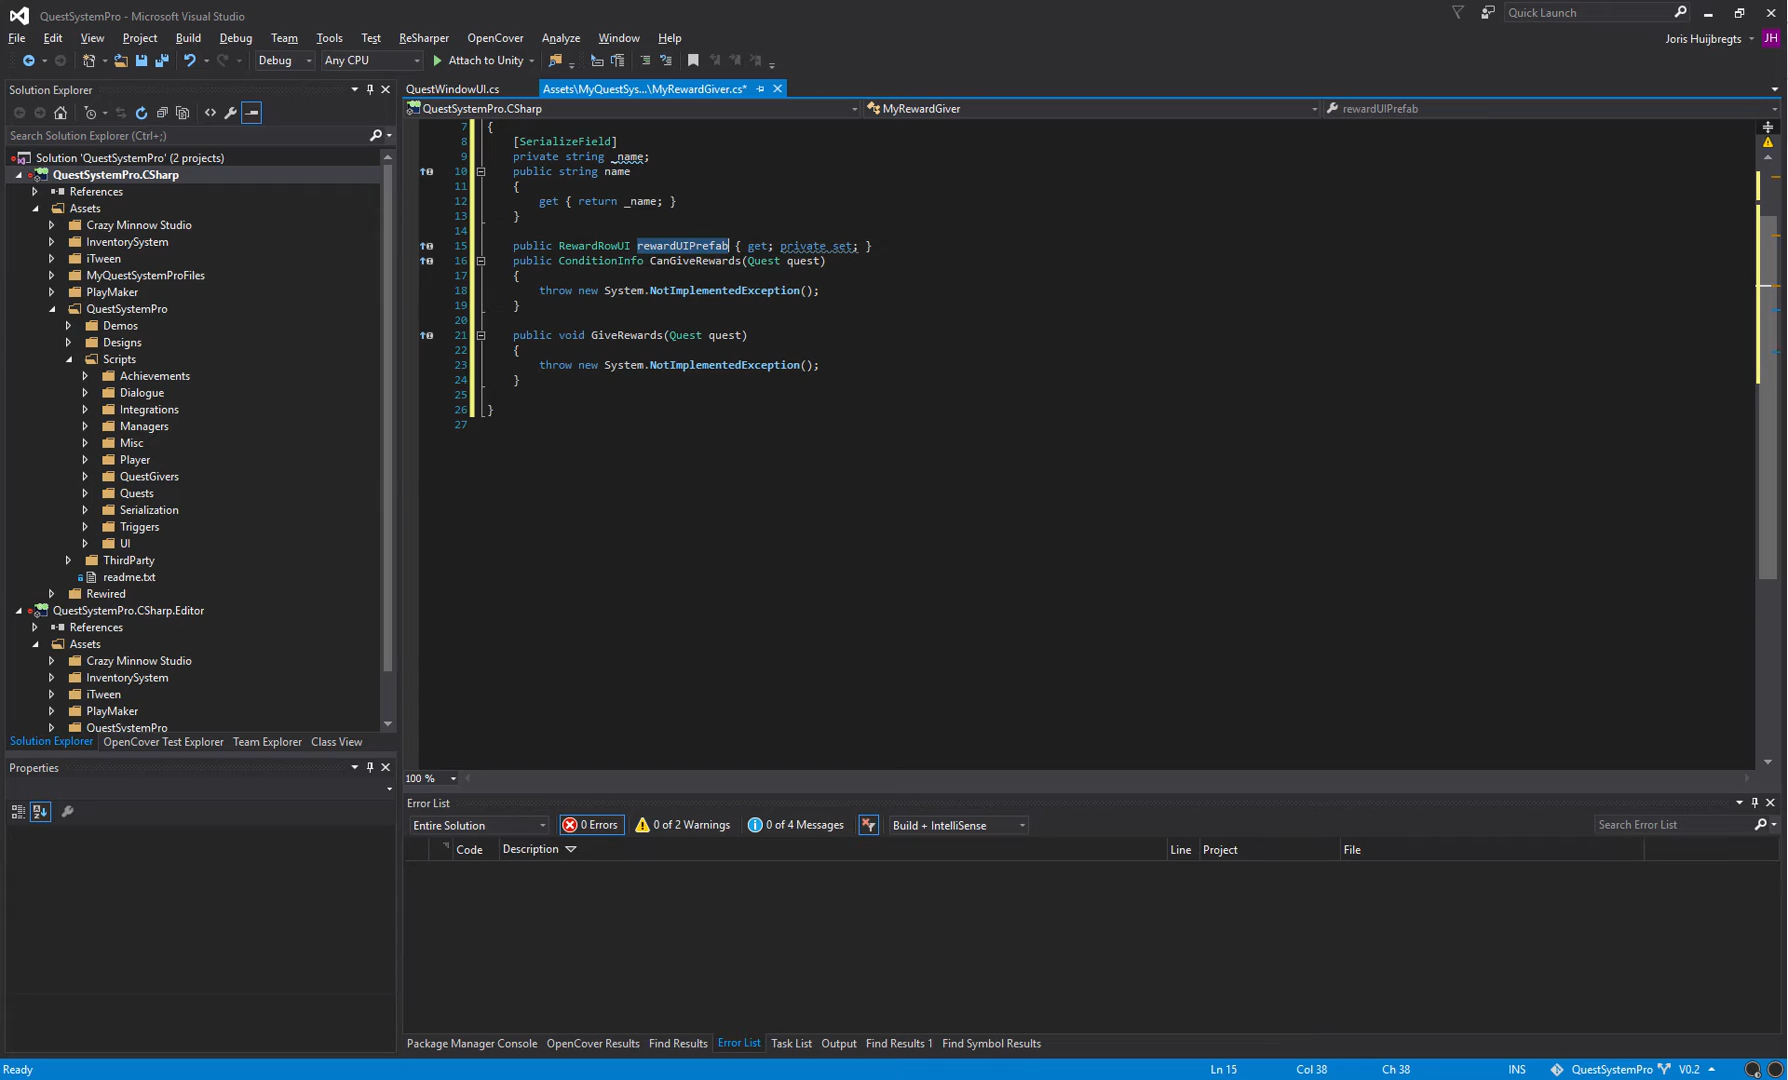 QuestSystemPro - Microsoft Visual Studio
Quick Launch
File Edit View Project Build Debug Team Tools Test ReSharper OpenCover Analyze Window Help
Joris Huijbregts JH
Debug Any CPU Attach to Unity
Solution Explorer
QuestWindowUI.cs Assets\MyQuestSys...\MyRewardGiver.cs*
QuestSystemPro.CSharp MyRewardGiver rewardUIPrefab
Search Solution Explorer (Ctrl+;)
Solution 'QuestSystemPro' (2 projects)
QuestSystemPro.CSharp
References
Assets
Crazy Minnow Studio
InventorySystem
iTween
MyQuestSystemProFiles
PlayMaker
QuestSystemPro
Demos
Designs
Scripts
Achievements
Dialogue
Integrations
Managers
Misc
Player
QuestGivers
Quests
Serialization
Triggers
UI
ThirdParty
readme.txt
Rewired
QuestSystemPro.CSharp.Editor
References
Assets
Crazy Minnow Studio
InventorySystem
iTween
PlayMaker
QuestSystemPro
Solution Explorer OpenCover Test Explorer Team Explorer Class View
Properties
7 {
8 [SerializeField]
9 private string _name;
10 public string name
11 {
12 get { return _name; }
13 }
14
15 public RewardRowUI rewardUIPrefab { get; private set; }
16 public ConditionInfo CanGiveRewards(Quest quest)
17 {
18 throw new System.NotImplementedException();
19 }
20
21 public void GiveRewards(Quest quest)
22 {
23 throw new System.NotImplementedException();
24 }
25
26 }
27
100 %
Error List
Entire Solution 0 Errors 0 of 2 Warnings 0 of 4 Messages Build + IntelliSense Search Error List
Code Description Line Project File
Package Manager Console OpenCover Results Find Results Error List Task List Output Find Results 1 Find Symbol Results
Ready Ln 15 Col 38 Ch 38 INS QuestSystemPro V0.2